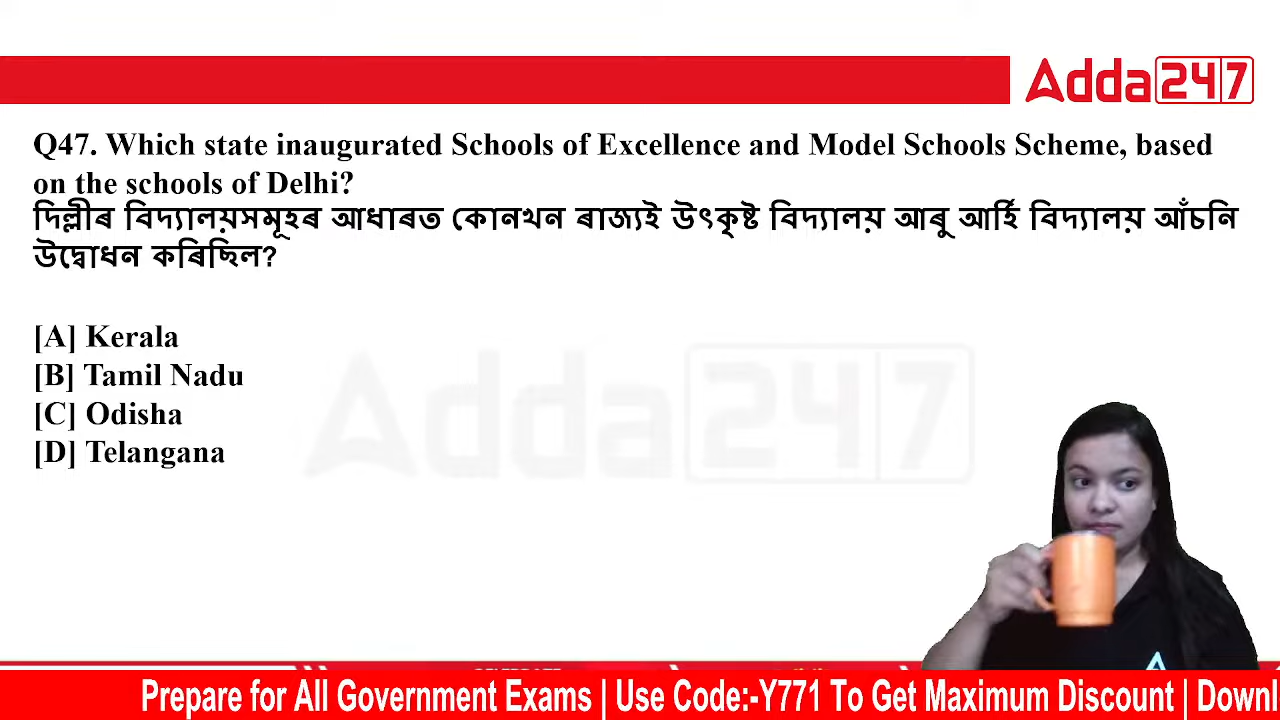 Adda247
Q47. Which state inaugurated Schools of Excellence and Model Schools Scheme, based
on the schools of Delhi?
দিল্লীৰ বিদ্যালয়সমূহৰ আধাৰত কোনখন ৰাজ্যই উৎকৃষ্ট বিদ্যালয় আৰু আৰ্হি বিদ্যালয় আঁচনি
উদ্বোধন কৰিছিল?
[A] Kerala
[B] Tamil Nadu
[C] Odisha
[D] Telangana
Adda247
Prepare for All Government Exams | Use Code:-Y771 To Get Maximum Discount | Downl